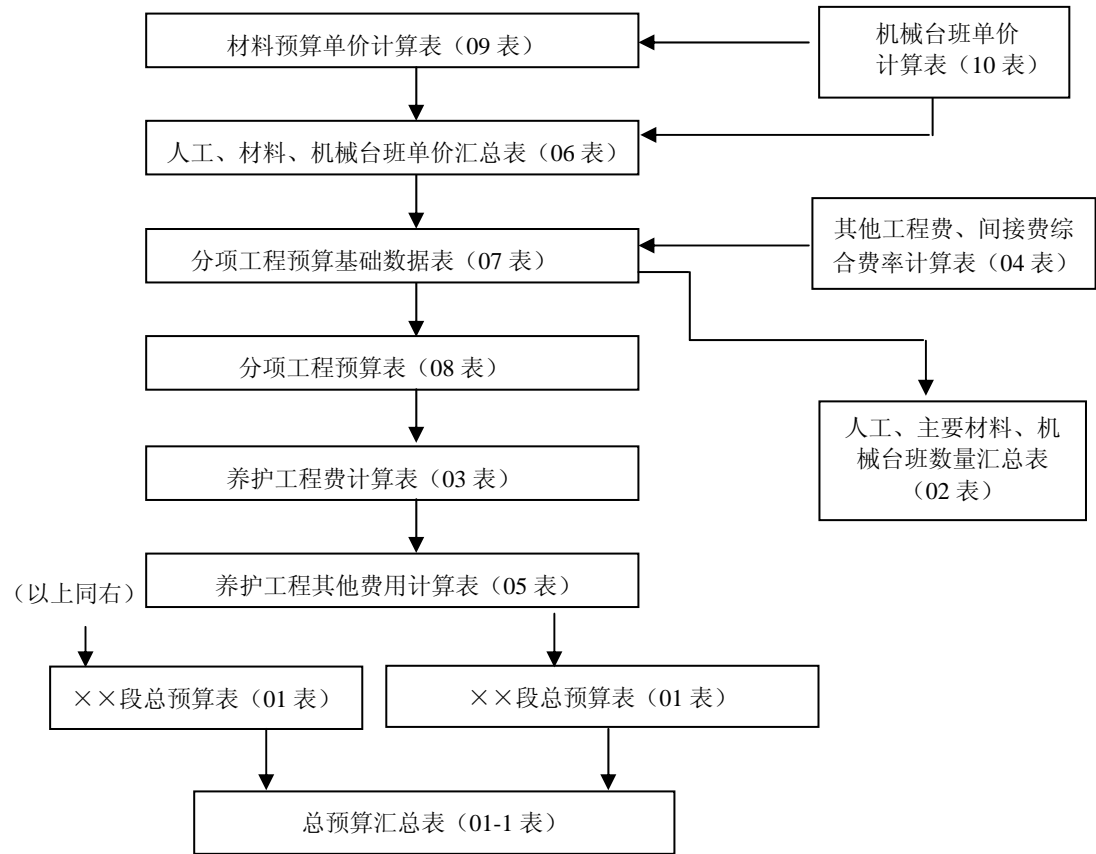 材料预算单价计算表（09 表）
机械台班单价
计算表（10 表）
人工、材料、机械台班单价汇总表（06 表）
分项工程预算基础数据表（07 表）
其他工程费、间接费综
合费率计算表（04 表）
分项工程预算表（08 表）
人工、主要材料、机
械台班数量汇总表
（02 表）
养护工程费计算表（03 表）
养护工程其他费用计算表（05 表）
（以上同右）
××段总预算表（01 表）
××段总预算表（01 表）
总预算汇总表（01-1 表）